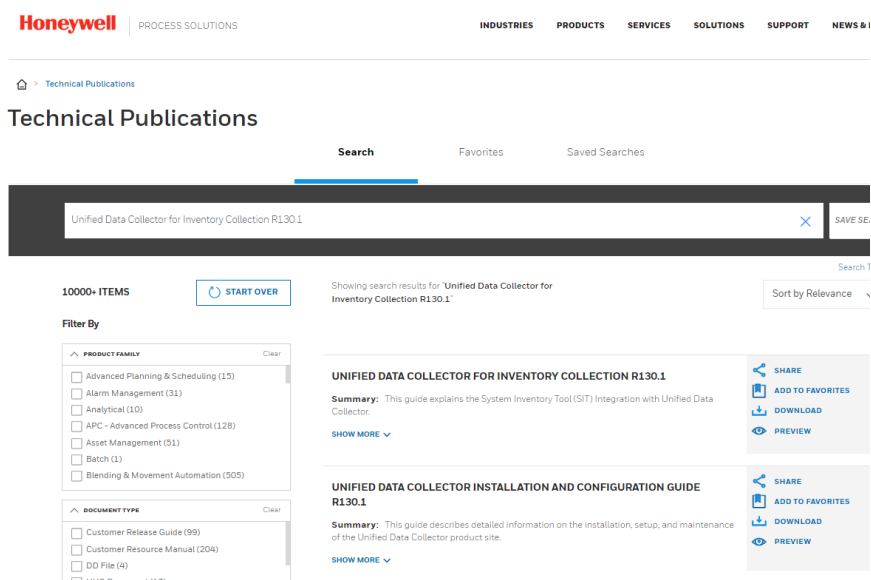 Honeywell
PROCESS SOLUTIONS
INDUSTRIES PRODUCTS SERVICES SOLUTIONS SUPPORT NEWS &
> Technical Publications
Technical Publications
Search Favorites Saved Searches
Unified Data Collector for Inventory Collection R130.1
SAVE
Search
10000+ ITEMS
START OVER
Showing search results for "Unified Data Collector for
Inventory Collection R130.1"
Sort by Relevance
Filter By
PRODUCT FAMILY Clear
Advanced Planning & Scheduling (15)
Alarm Management (31)
Analytical (10)
APC - Advanced Process Control (128)
Asset Management (51)
Batch (1)
Blending & Movement Automation (505)
DOCUMENT TYPE Clear
Customer Release Guide (99)
Customer Resource Manual (204)
DD File (4)
UNIFIED DATA COLLECTOR FOR INVENTORY COLLECTION R130.1
Summary: This guide explains the System Inventory Tool (SIT) Integration with Unified Data
Collector.
SHOW MORE
SHARE
ADD TO FAVORITES
DOWNLOAD
PREVIEW
UNIFIED DATA COLLECTOR INSTALLATION AND CONFIGURATION GUIDE
R130.1
Summary: This guide describes detailed information on the installation, setup, and maintenance
of the Unified Data Collector product site.
SHOW MORE
SHARE
ADD TO FAVORITES
DOWNLOAD
PREVIEW